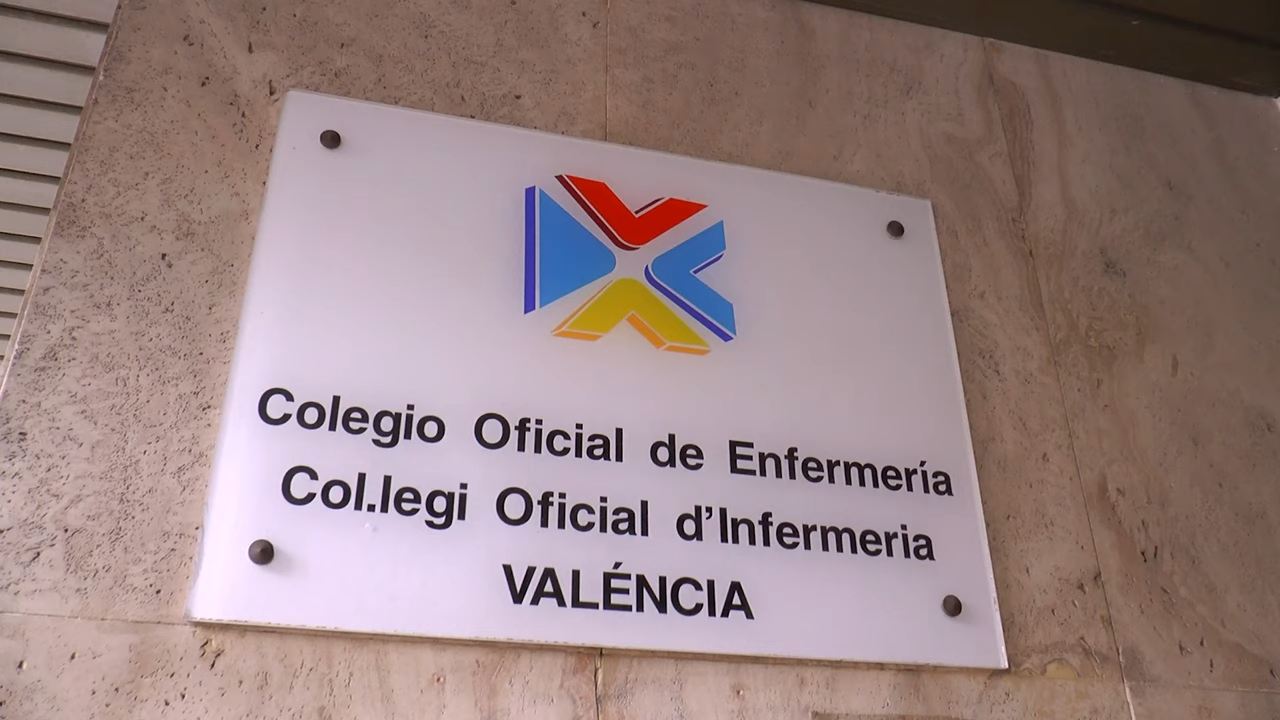 Colegio Oficial de Enfermería
Col.legi Oficial d'Infermeria
VALÉNCIA